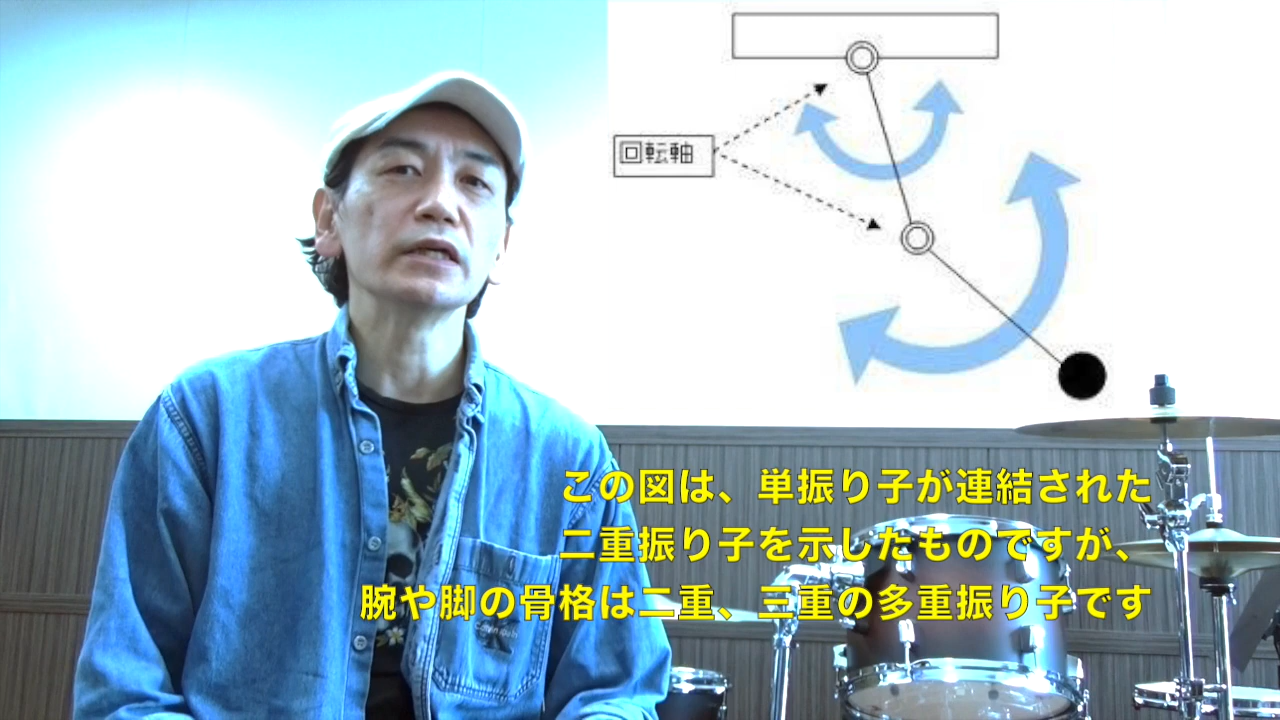 回転軸
この図は、単振り子が連結された
二重振り子を示したものですが、
腕や脚の骨格は二重、三重の多重振り子です